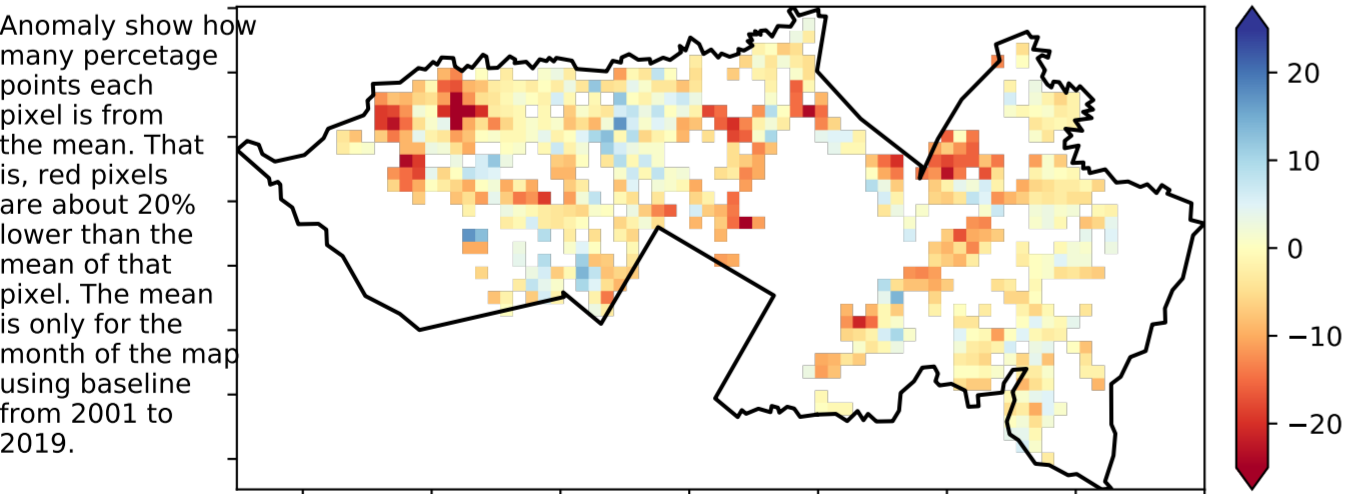 Anomaly show how
many percetage
points each
pixel is from
the mean. That
is, red pixels
are about 20%
lower than the
mean of that
pixel. The mean
is only for the
month of the map
using baseline
from 2001 to
2019.
20
10
0
−10
−20